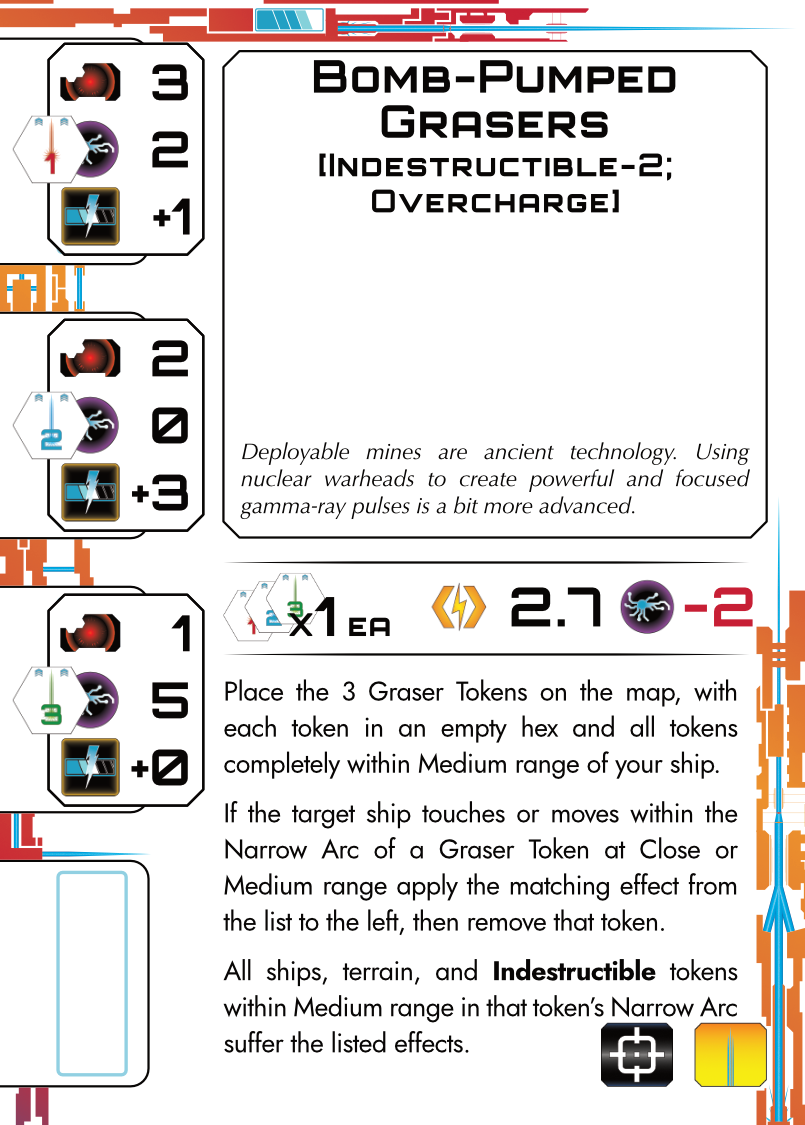 Bomb-Pumped
Grasers
[Indestructible-2;
Overcharge]
Deployable mines are ancient technology. Using
nuclear warheads to create powerful and focused
gamma-ray pulses is a bit more advanced.
3
1
2
+1
2
2
0
+3
1
3
5
+0
1 2 3 x1 EA 2.7 -2
Place the 3 Graser Tokens on the map, with
each token in an empty hex and all tokens
completely within Medium range of your ship.
If the target ship touches or moves within the
Narrow Arc of a Graser Token at Close or
Medium range apply the matching effect from
the list to the left, then remove that token.
All ships, terrain, and Indestructible tokens
within Medium range in that token's Narrow Arc
suffer the listed effects.